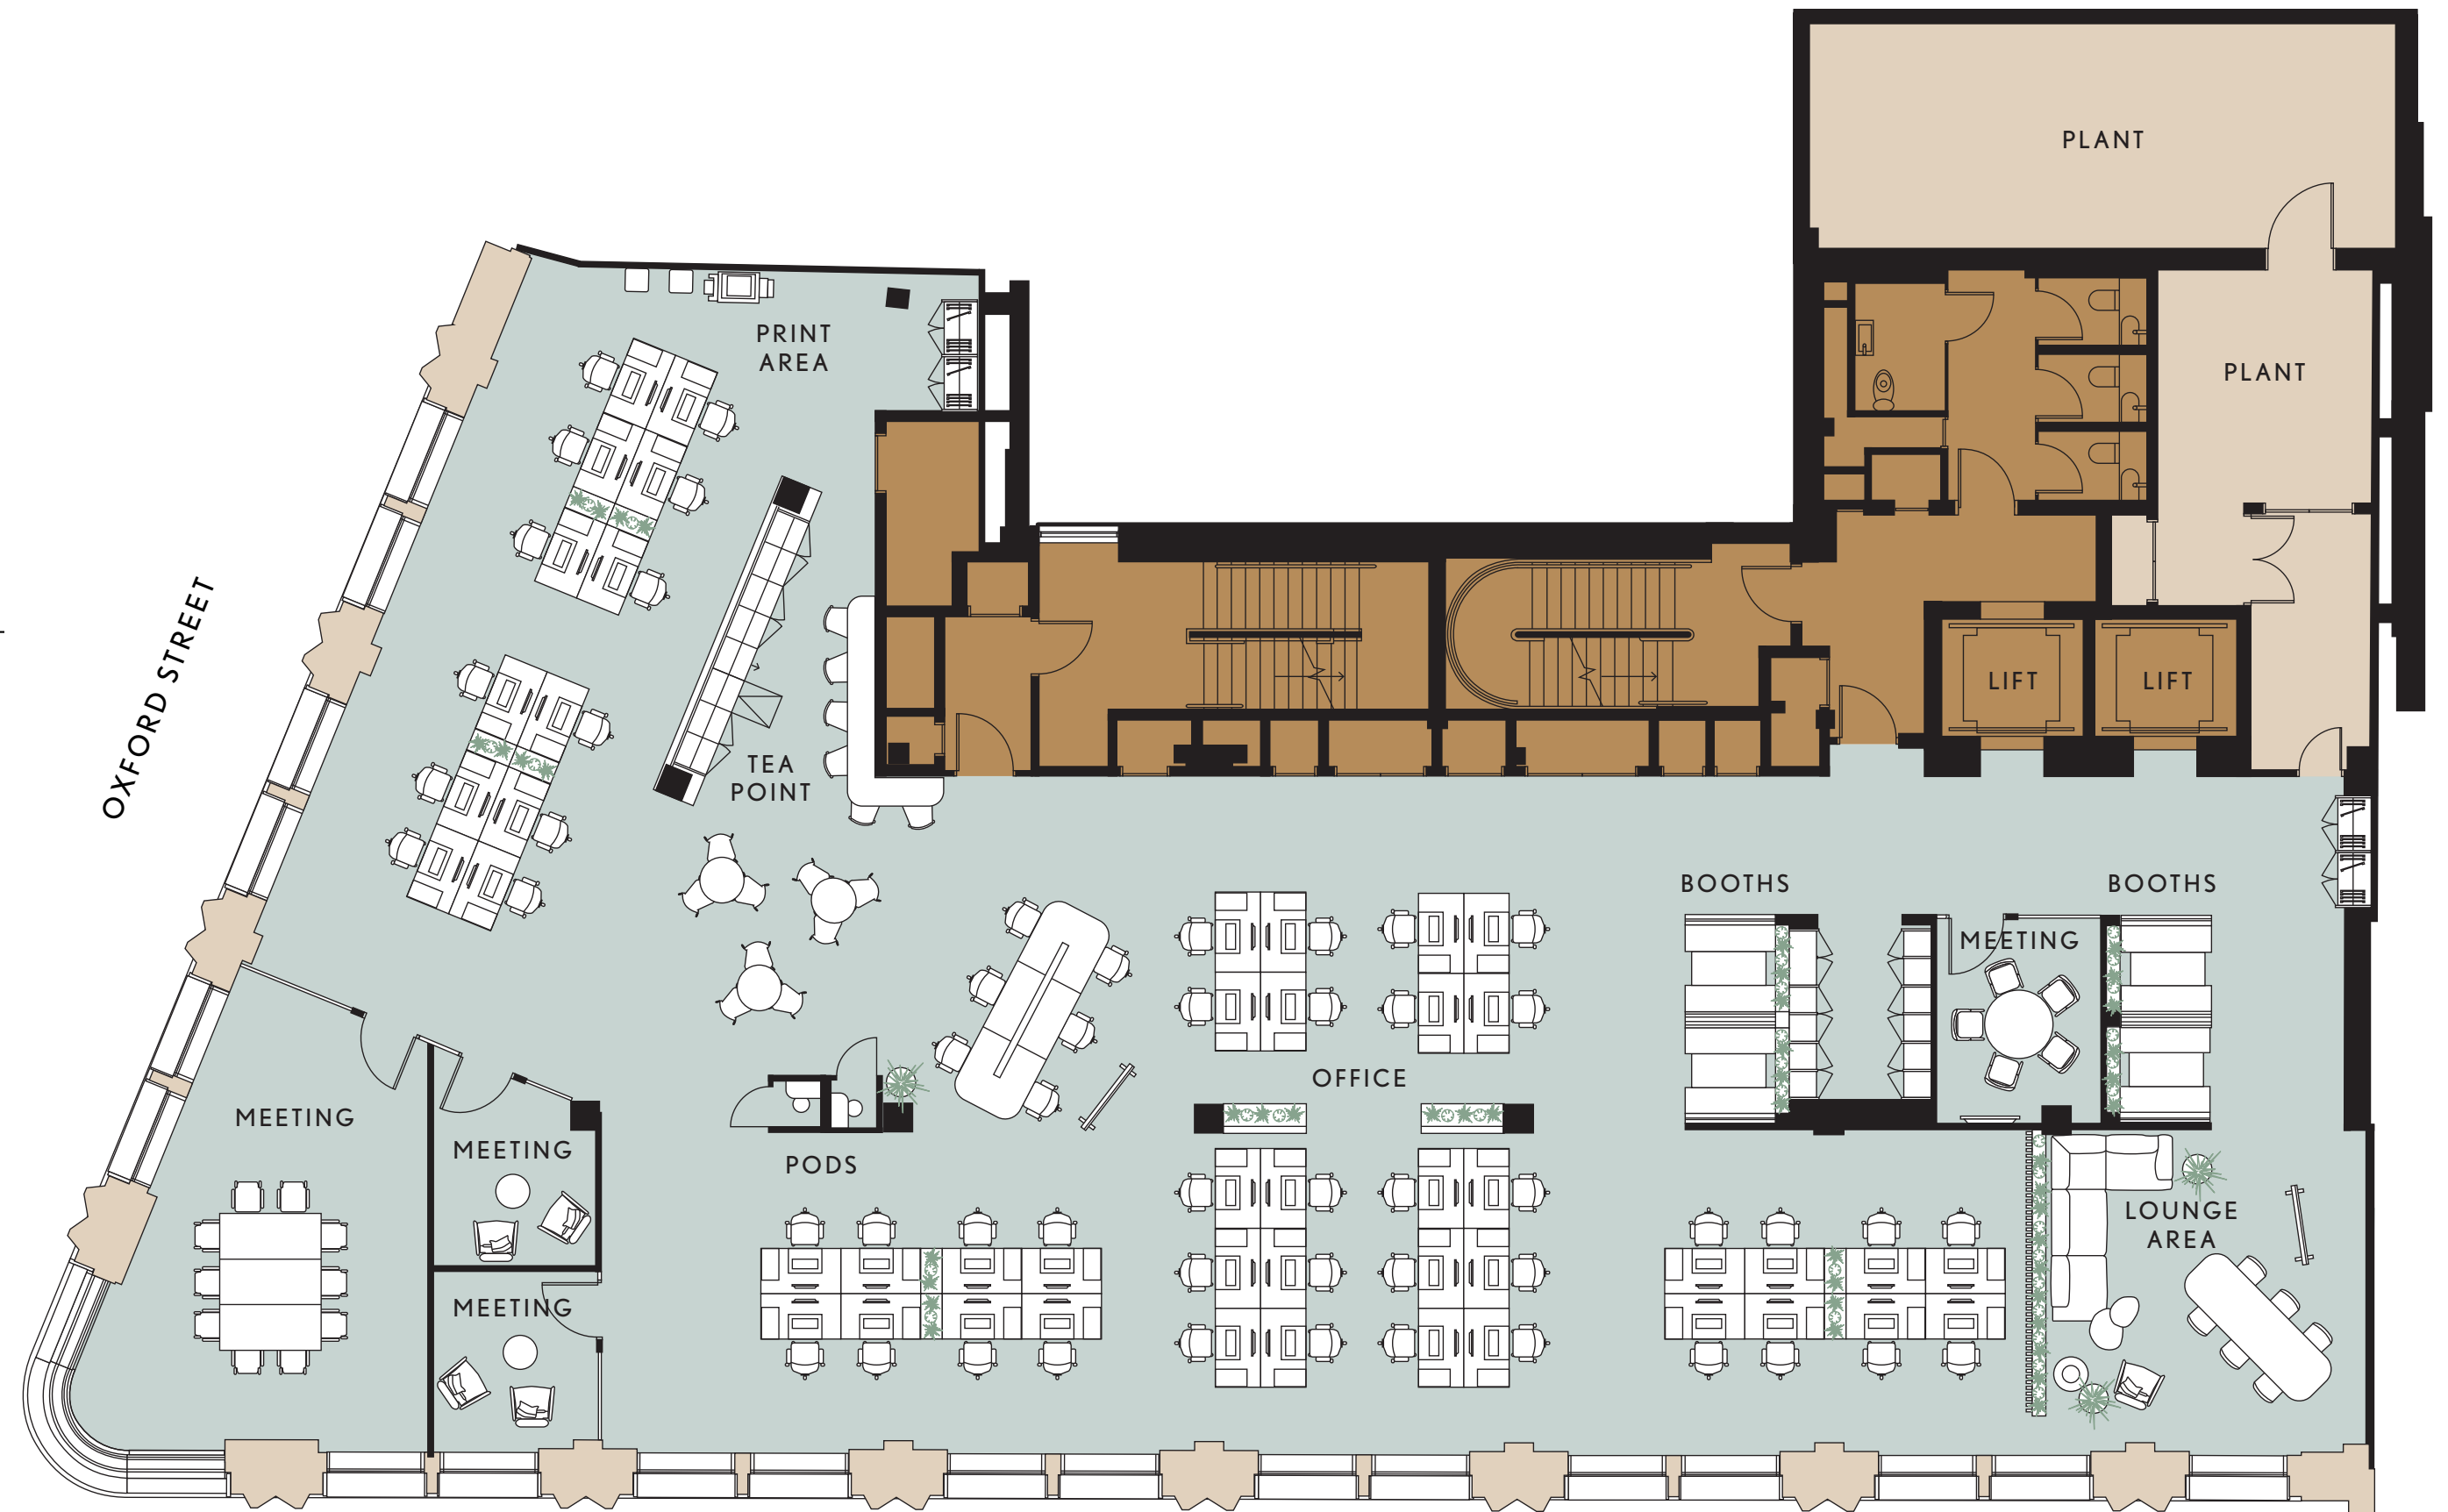 PLANT
PRINT
AREA
PLANT
OXFORD STREET
LIFT
LIFT
TEA
POINT
BOOTHS
BOOTHS
MEETING
OFFICE
MEETING
MEETING
PODS
LOUNGE
AREA
MEETING